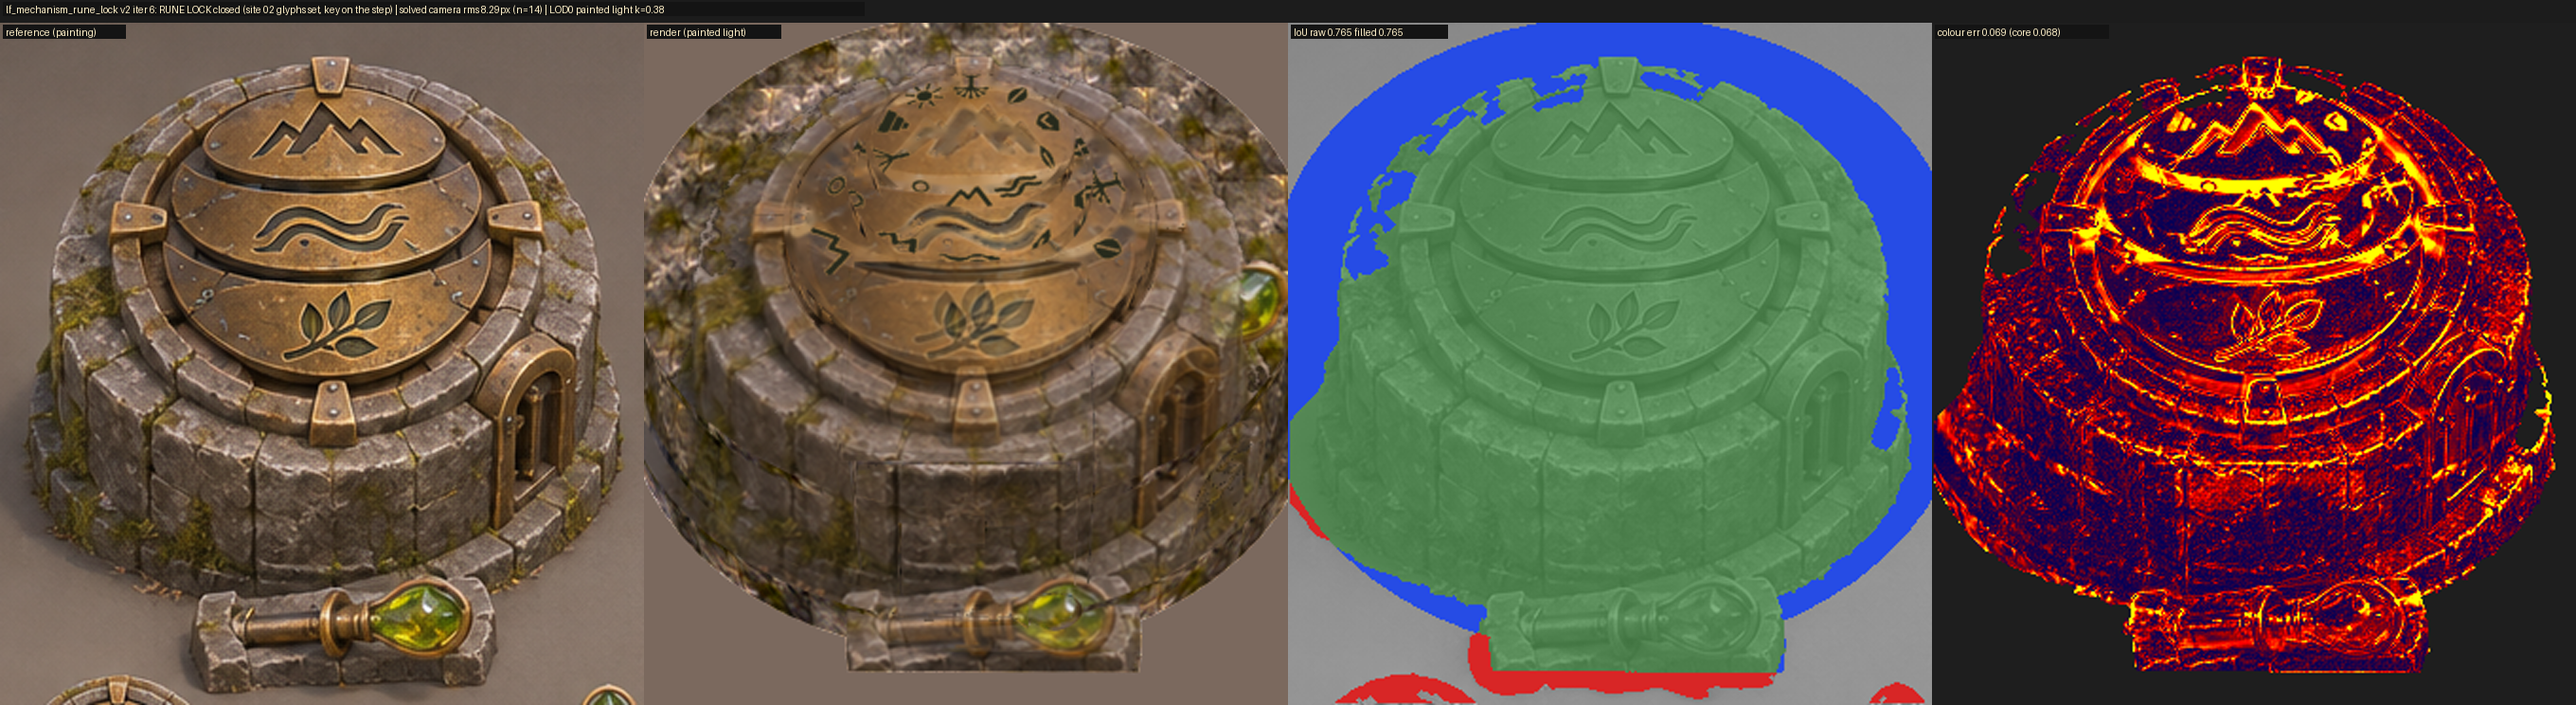 lf_mechanism_rune_lock v2 iter 6: RUNE LOCK closed (site 02 glyphs set, key on the step) | solved camera rms 8.29px (n=14) | LOD0 painted light k=0.38
reference (painting)
render (painted light)
IoU raw 0.765 filled 0.765
colour err 0.069 (core 0.068)